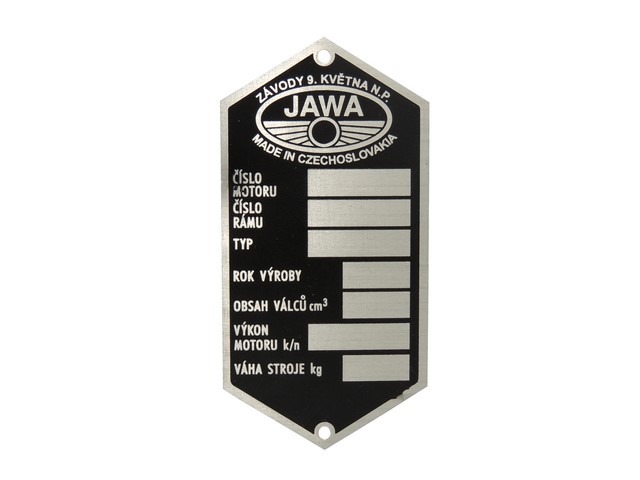 ZÁVODY 9. KVĚTNA N.P.
JAWA
MADE IN CZECHOSLOVAKIA
ČÍSLO
MOTORU
ČÍSLO
RÁMU
TYP
ROK VÝROBY
OBSAH VÁLCŮ cm³
VÝKON
MOTORU k/n
VÁHA STROJE kg